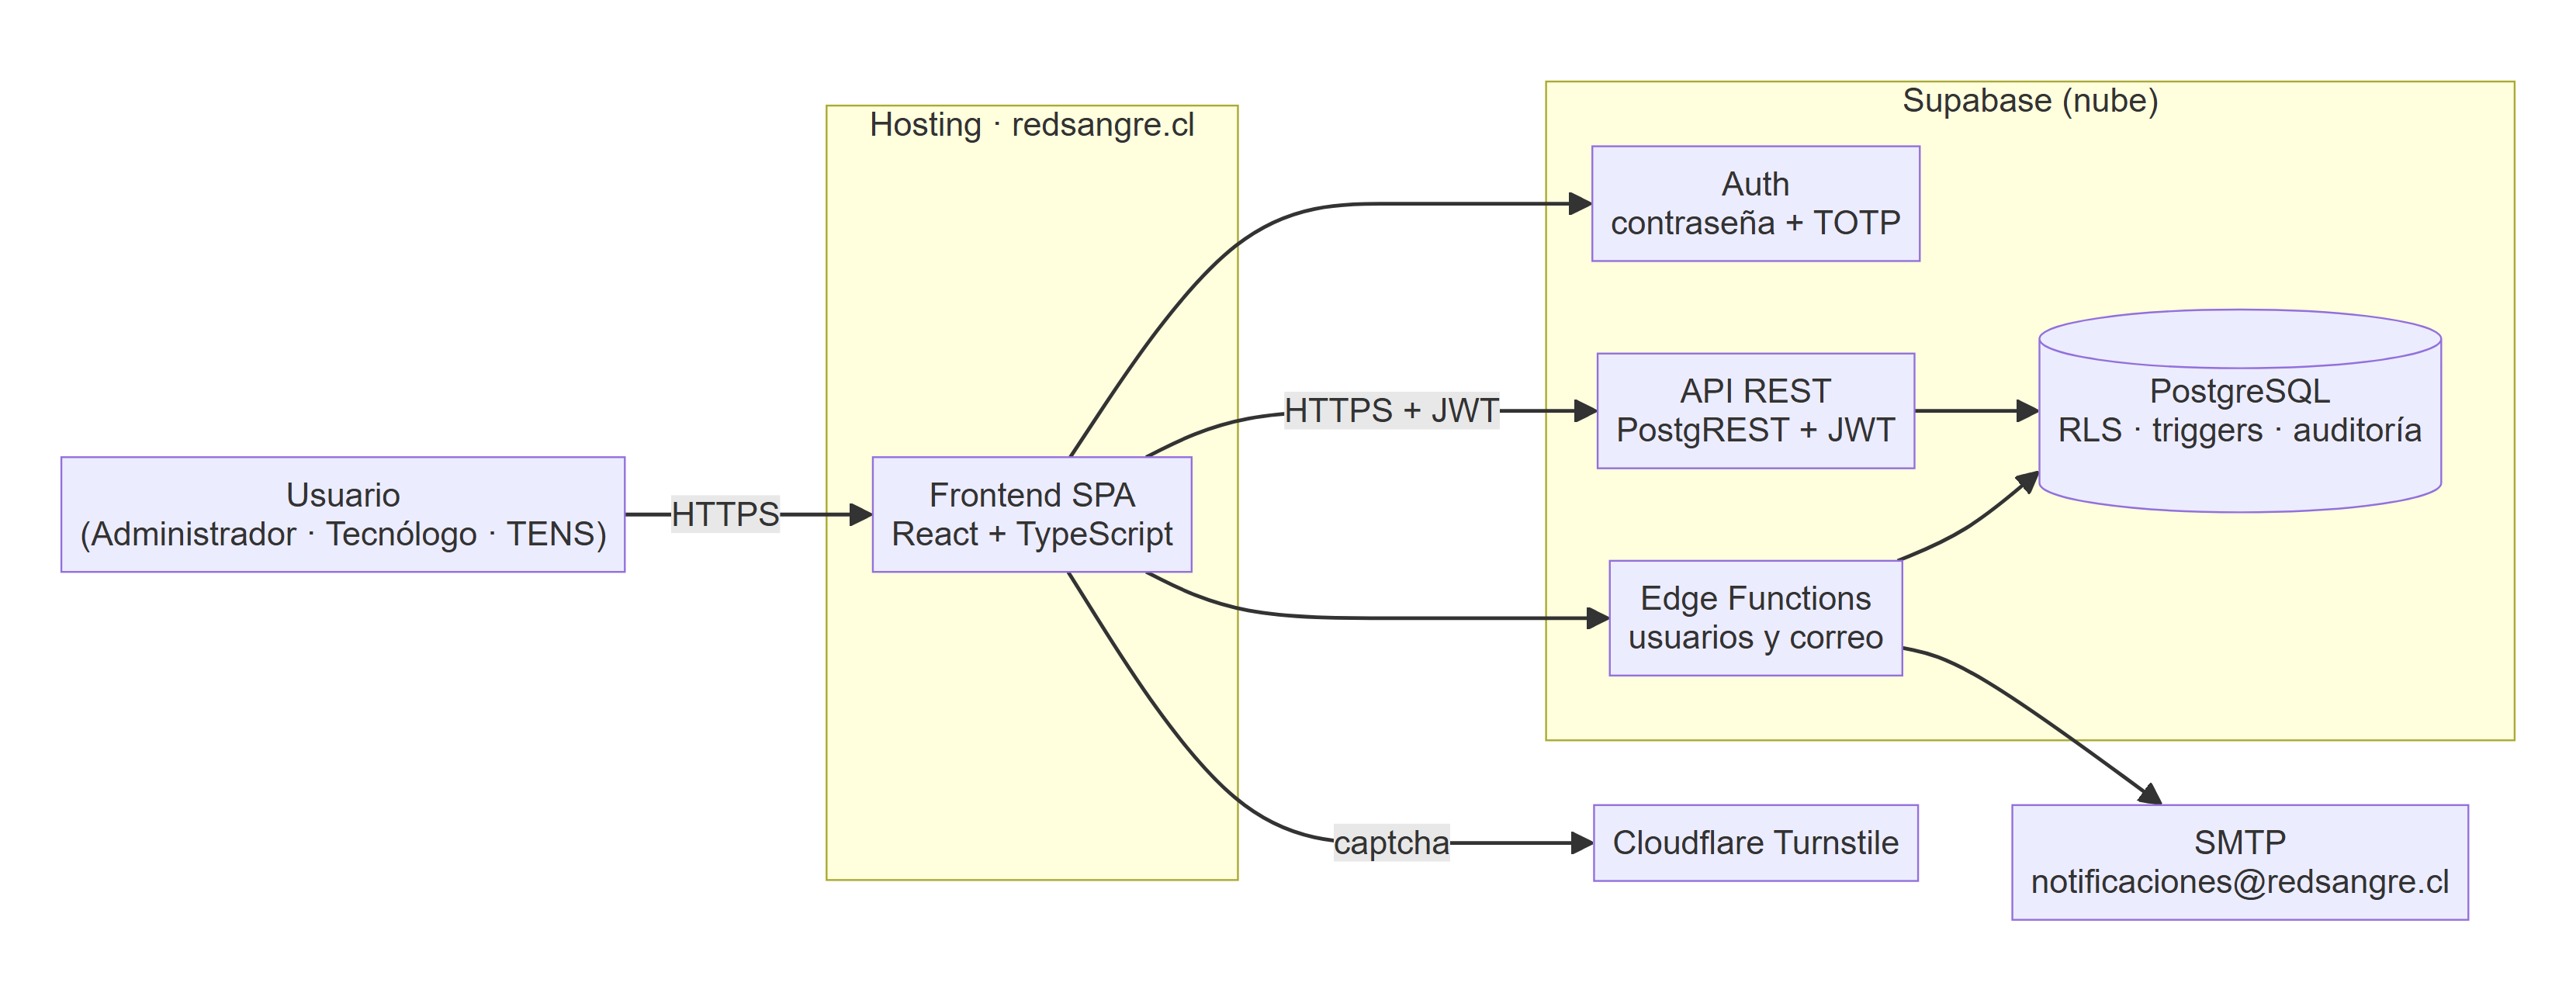 Usuario
(Administrador · Tecnólogo · TENS)
HTTPS
Hosting · redsangre.cl
Frontend SPA
React + TypeScript
HTTPS + JWT
captcha
Supabase (nube)
Auth
contraseña + TOTP
API REST
PostgREST + JWT
PostgreSQL
RLS · triggers · auditoría
Edge Functions
usuarios y correo
Cloudflare Turnstile
SMTP
notificaciones@redsangre.cl